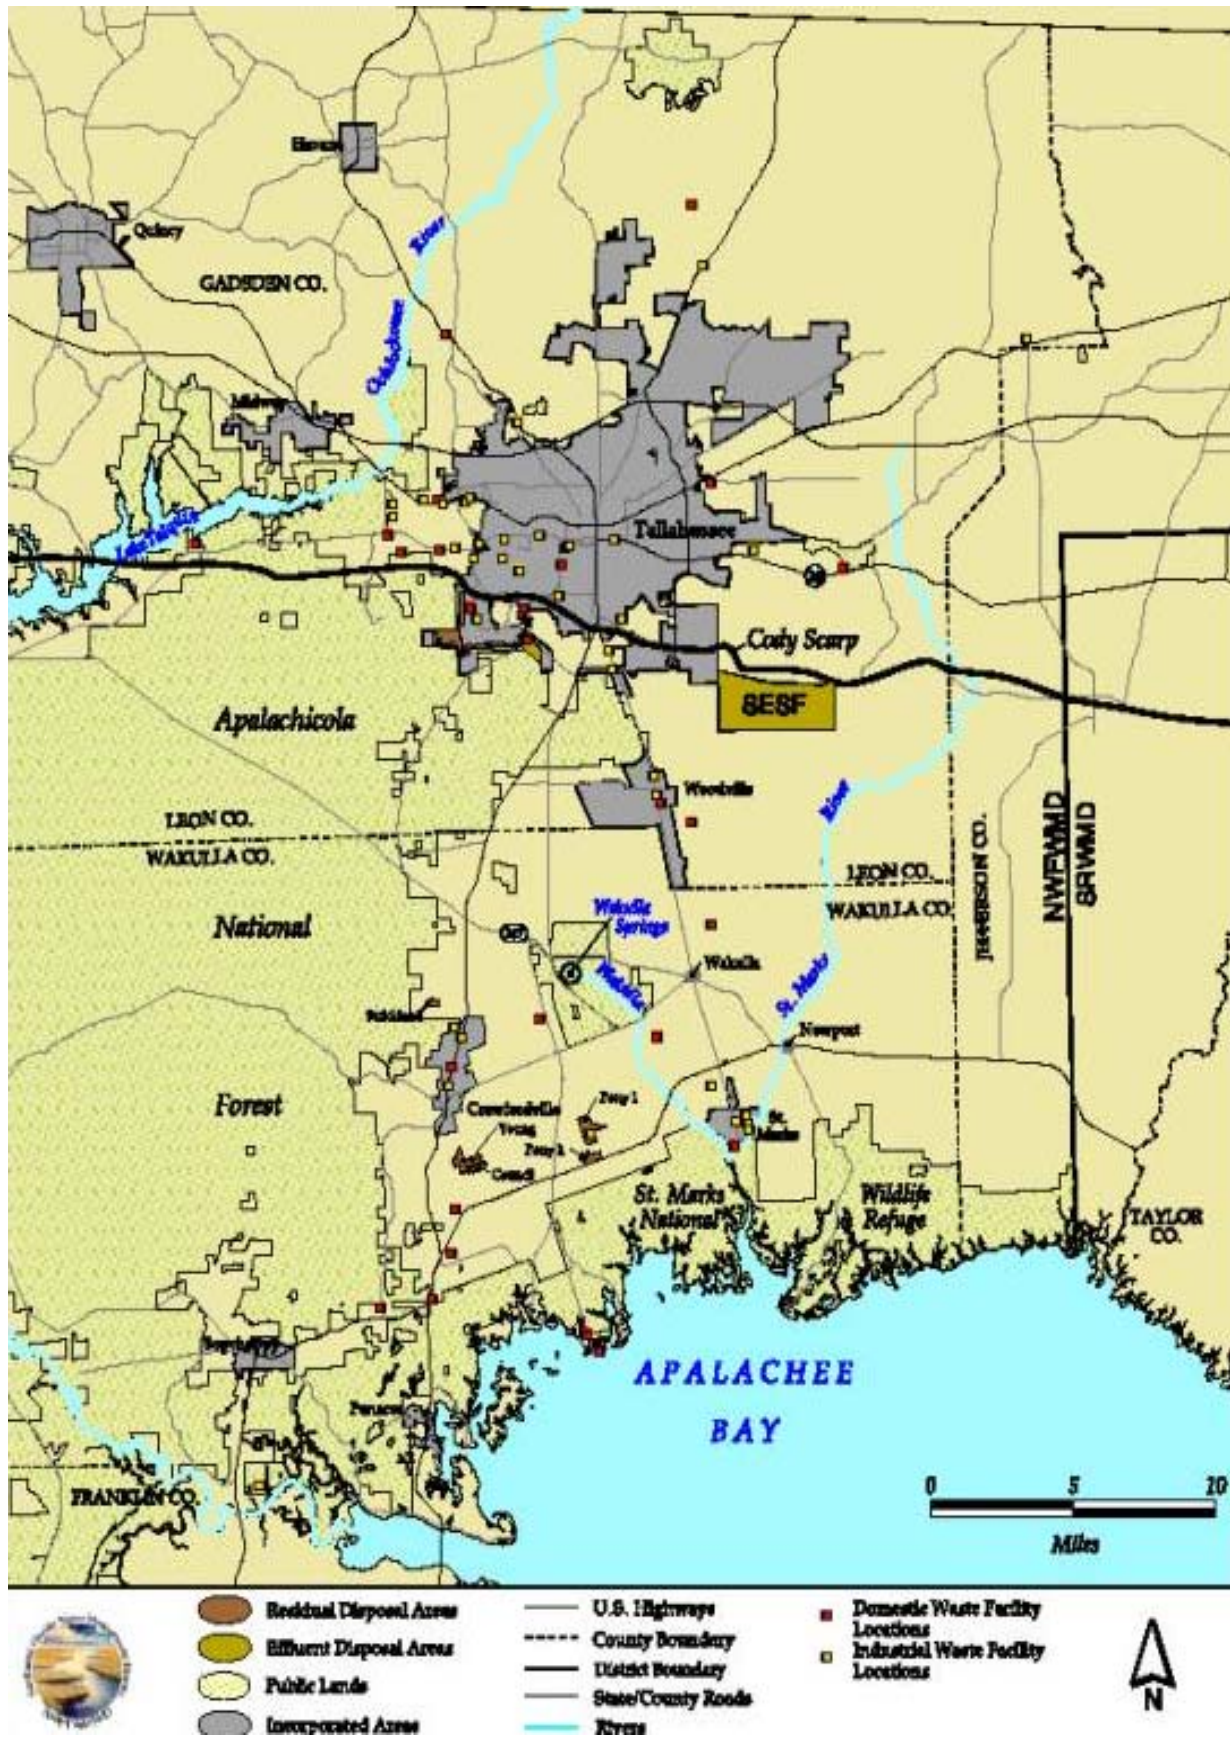 Quincy
River
GADSDEN CO.
Midway
Tallahassee
Cody Scarp
SESF
Apalachicola
Woodville
River
LEON CO.
WAKULLA CO.
LEON CO.
WAKULLA CO.
JEFFERSON CO.
NWFWMD
SRWMD
National
Wakulla
Springs
Wakulla
Wakulla
St. Marks
Newport
Forest
Crawfordville
Council
St.
Marks
St. Marks
National
Wildlife
Refuge
TAYLOR
CO.
APALACHEE
BAY
Panacea
FRANKLIN CO.
0 5 10
Miles
Residual Disposal Areas
Effluent Disposal Areas
Public Lands
Incorporated Areas
U.S. Highways
County Boundary
District Boundary
State/County Roads
Rivers
Domestic Waste Facility
Locations
Industrial Waste Facility
Locations
N